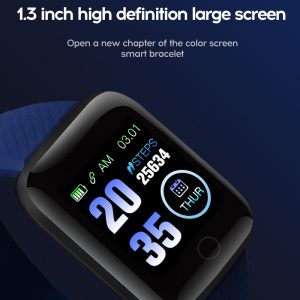 1.3 inch high definition large screen
Open a new chapter of the color screen
smart bracelet
AM 03.01
20
35
STEPS
25634
THUR